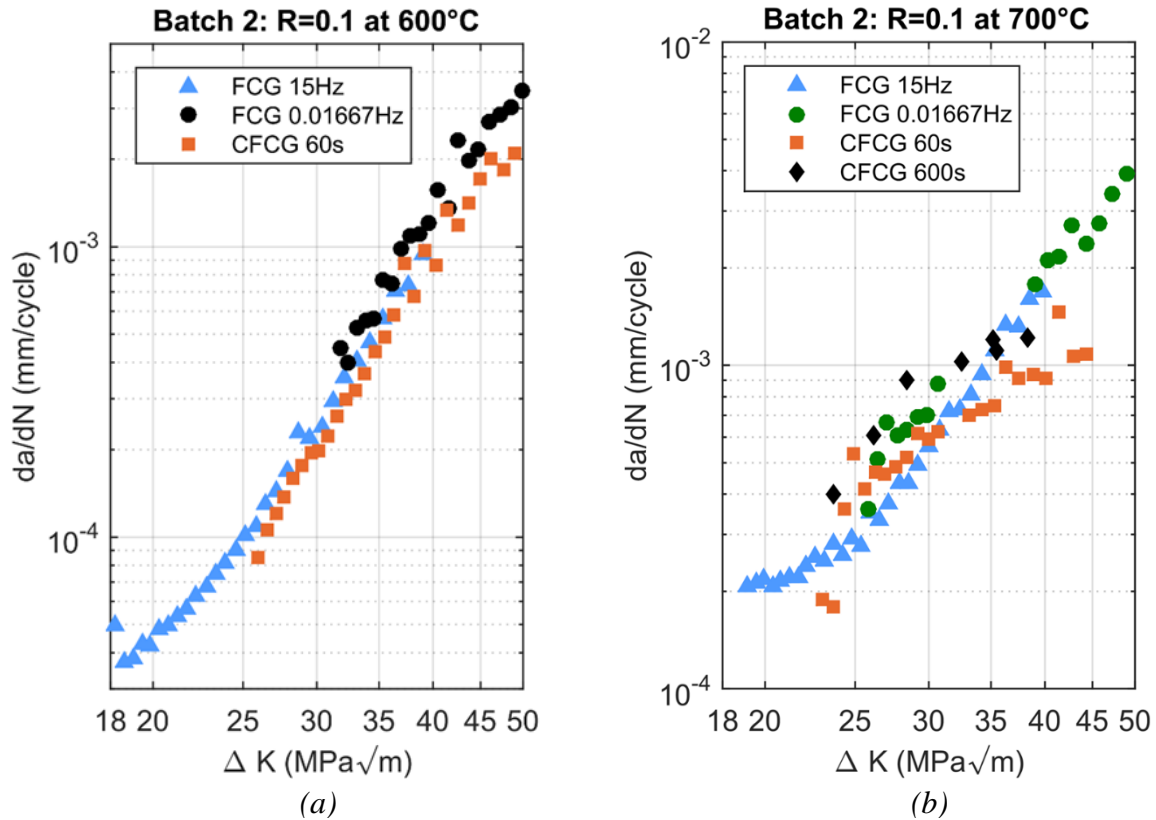 Batch 2: R=0.1 at 600°C
FCG 15Hz
FCG 0.01667Hz
CFCG 60s
da/dN (mm/cycle)
10^-3
10^-4
18 20 25 30 35 40 45 50
Δ K (MPa√m)
(a)
Batch 2: R=0.1 at 700°C
FCG 15Hz
FCG 0.01667Hz
CFCG 60s
CFCG 600s
da/dN (mm/cycle)
10^-2
10^-3
10^-4
18 20 25 30 35 40 45 50
Δ K (MPa√m)
(b)